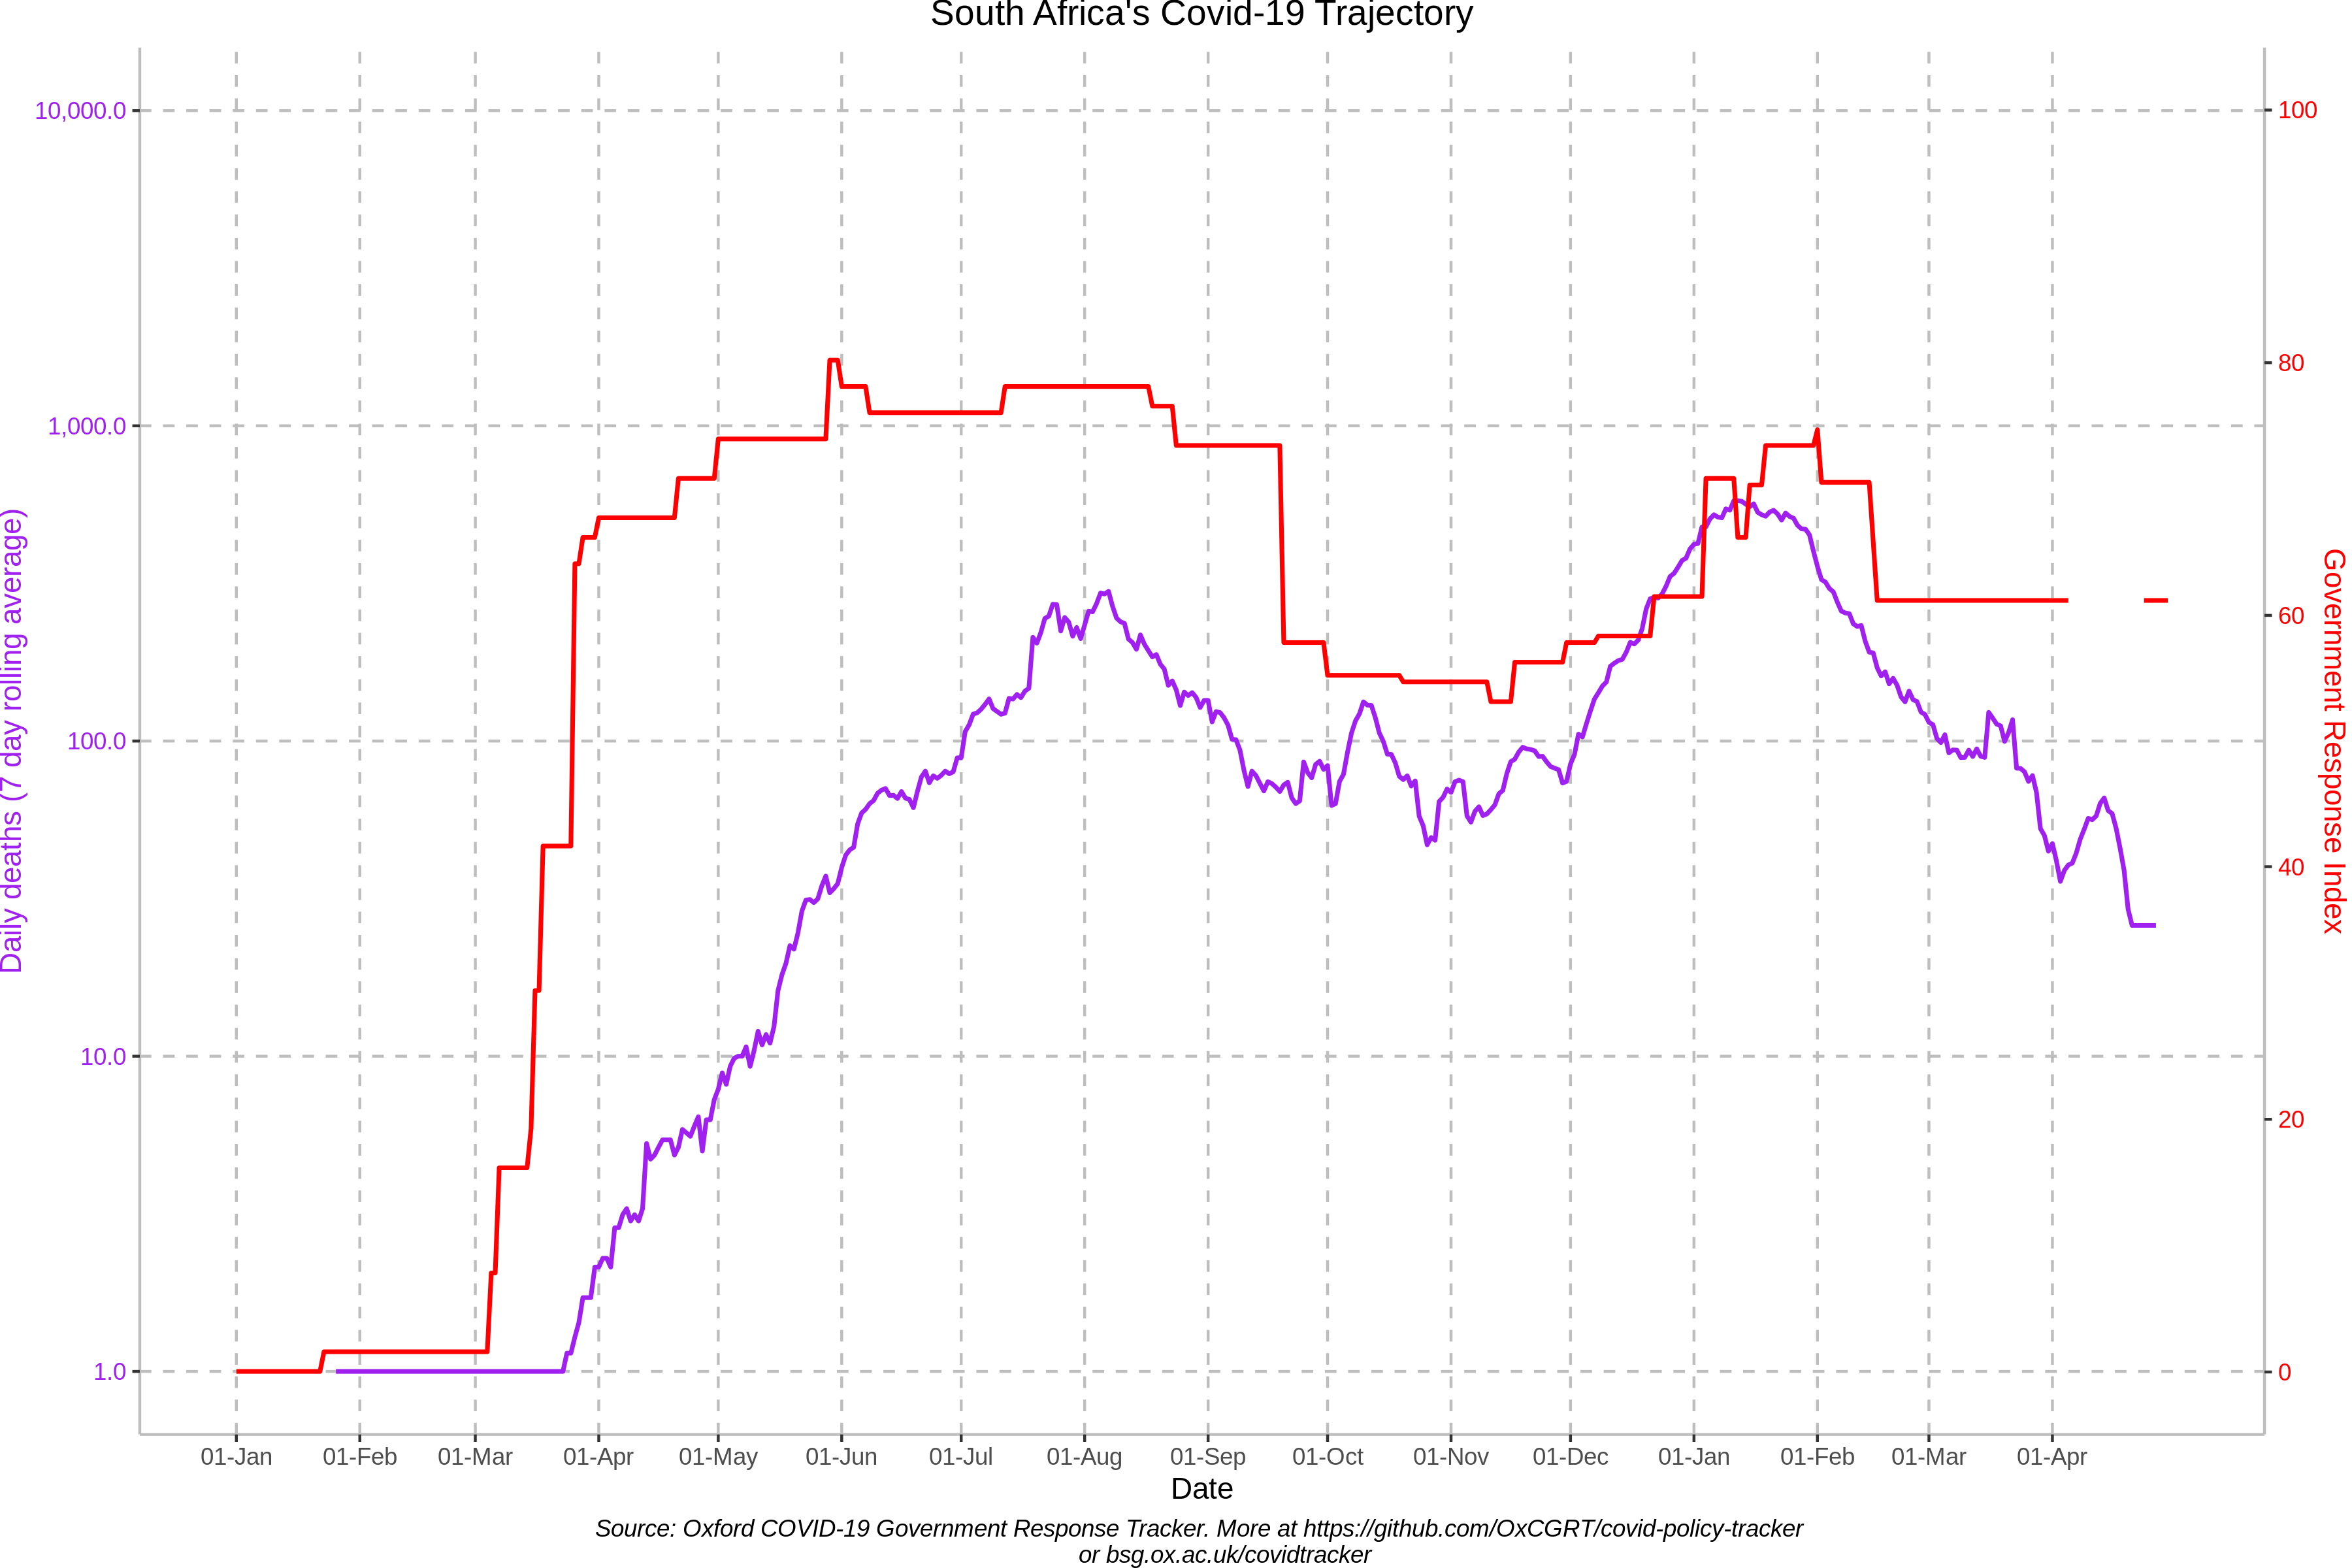 South Africa's Covid-19 Trajectory
10,000.0
1,000.0
100.0
10.0
1.0
Daily deaths (7 day rolling average)
100
80
60
40
20
0
Government Response Index
01-Jan 01-Feb 01-Mar 01-Apr 01-May 01-Jun 01-Jul 01-Aug 01-Sep 01-Oct 01-Nov 01-Dec 01-Jan 01-Feb 01-Mar 01-Apr
Date
Source: Oxford COVID-19 Government Response Tracker. More at https://github.com/OxCGRT/covid-policy-tracker
or bsg.ox.ac.uk/covidtracker